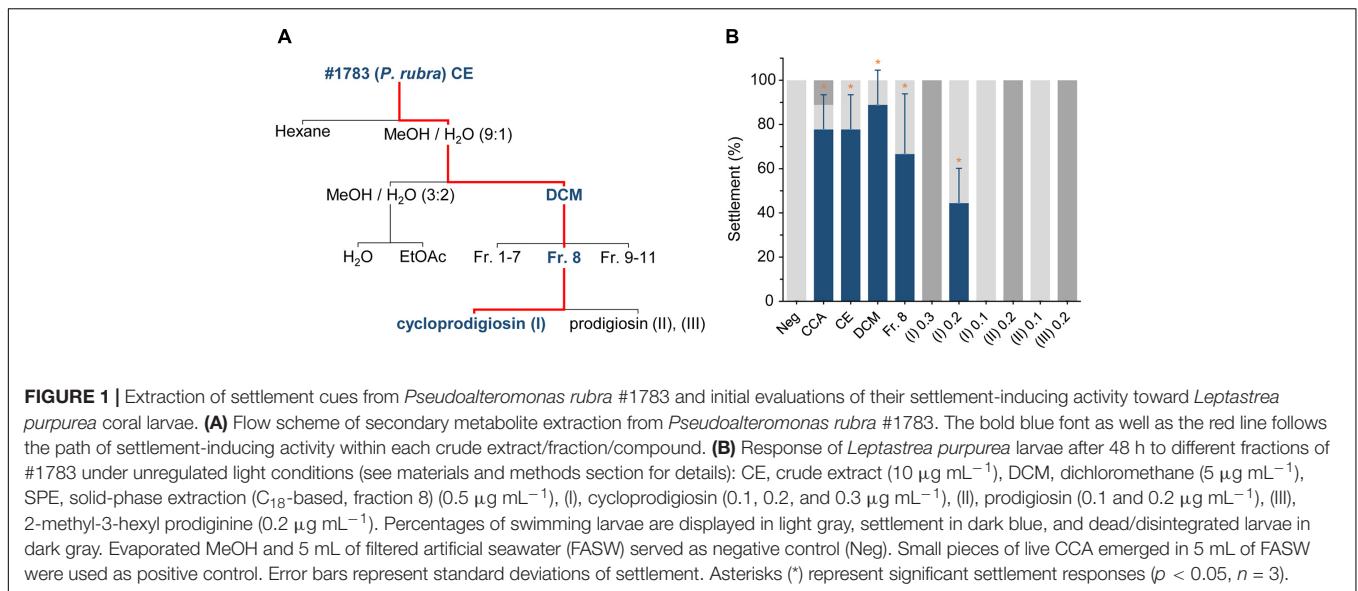 A
#1783 (P. rubra) CE
Hexane
MeOH / H₂O (9:1)
MeOH / H₂O (3:2)
DCM
H₂O
EtOAc
Fr. 1-7
Fr. 8
Fr. 9-11
cycloprodigiosin (I)
prodigiosin (II), (III)
B
Settlement (%)
100
80
60
40
20
0
*
*
*
*
*
Neg
CCA
CE
DCM
Fr. 8
(I) 0.3
(I) 0.2
(I) 0.1
(II) 0.2
(II) 0.1
(III) 0.2
FIGURE 1 | Extraction of settlement cues from Pseudoalteromonas rubra #1783 and initial evaluations of their settlement-inducing activity toward Leptastrea
purpurea coral larvae. (A) Flow scheme of secondary metabolite extraction from Pseudoalteromonas rubra #1783. The bold blue font as well as the red line follows
the path of settlement-inducing activity within each crude extract/fraction/compound. (B) Response of Leptastrea purpurea larvae after 48 h to different fractions of
#1783 under unregulated light conditions (see materials and methods section for details): CE, crude extract (10 μg mL⁻¹), DCM, dichloromethane (5 μg mL⁻¹),
SPE, solid-phase extraction (C₁₈-based, fraction 8) (0.5 μg mL⁻¹), (I), cycloprodigiosin (0.1, 0.2, and 0.3 μg mL⁻¹), (II), prodigiosin (0.1 and 0.2 μg mL⁻¹), (III),
2-methyl-3-hexyl prodiginine (0.2 μg mL⁻¹). Percentages of swimming larvae are displayed in light gray, settlement in dark blue, and dead/disintegrated larvae in
dark gray. Evaporated MeOH and 5 mL of filtered artificial seawater (FASW) served as negative control (Neg). Small pieces of live CCA emerged in 5 mL of FASW
were used as positive control. Error bars represent standard deviations of settlement. Asterisks (*) represent significant settlement responses (p < 0.05, n = 3).